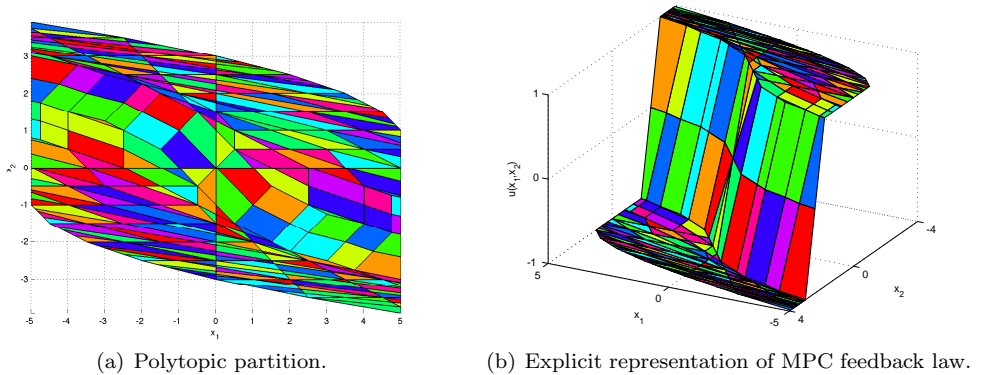 3
2
1
0
-1
-2
-3
x2
-5 -4 -3 -2 -1 0 1 2 3 4 5
x1
1
0
-1
u(x1,x2)
5
0
-5
x1
4
0
-4
x2
(a) Polytopic partition.
(b) Explicit representation of MPC feedback law.